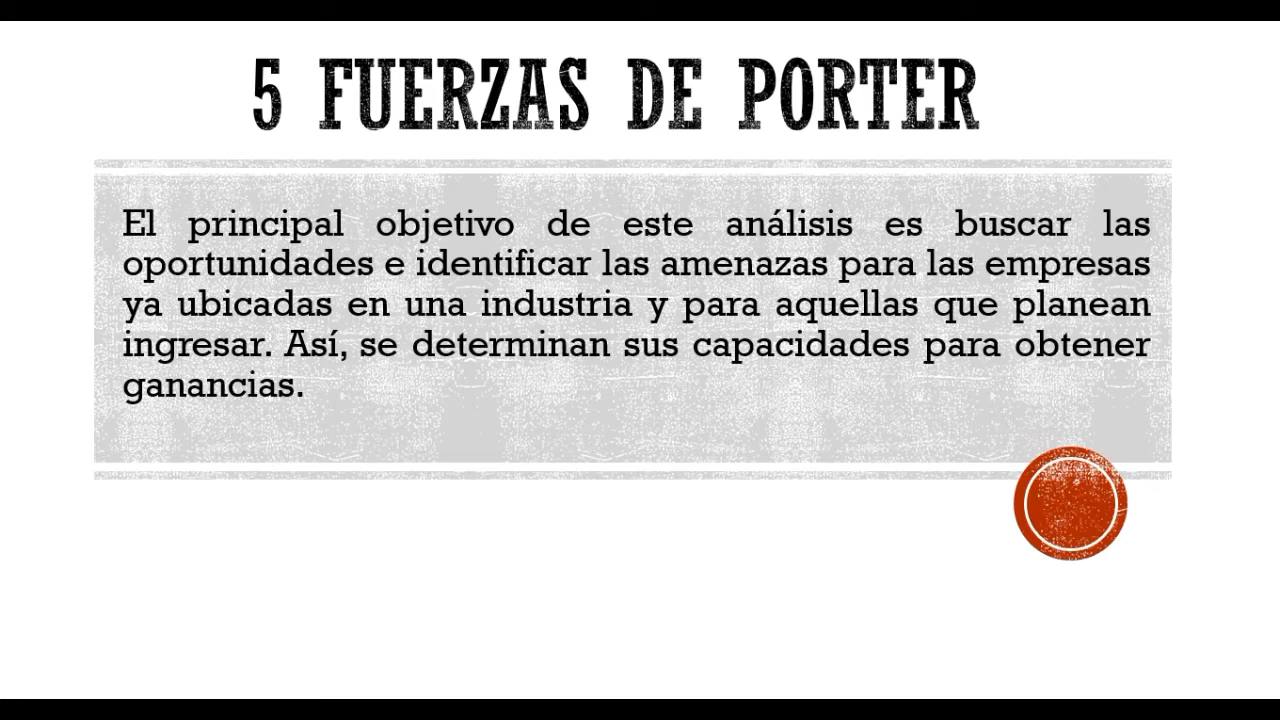 5 FUERZAS DE PORTER
El principal objetivo de este análisis es buscar las
oportunidades e identificar las amenazas para las empresas
ya ubicadas en una industria y para aquellas que planean
ingresar. Así, se determinan sus capacidades para obtener
ganancias.